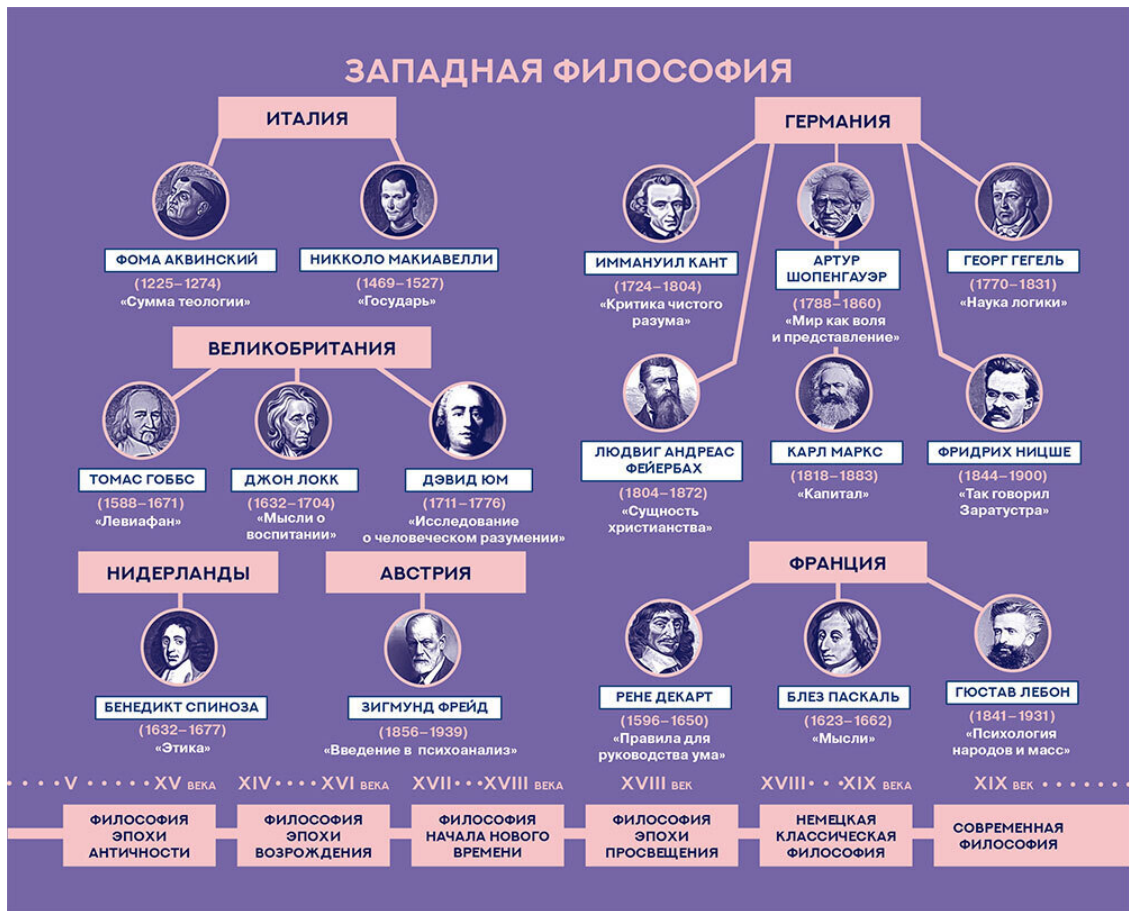 ЗАПАДНАЯ ФИЛОСОФИЯ
ИТАЛИЯ
ФОМА АКВИНСКИЙ
(1225–1274)
«Сумма теологии»
НИККОЛО МАКИАВЕЛЛИ
(1469–1527)
«Государь»
ГЕРМАНИЯ
ИММАНУИЛ КАНТ
(1724–1804)
«Критика чистого
разума»
АРТУР
ШОПЕНГАУЭР
(1788–1860)
«Мир как воля
и представление»
ГЕОРГ ГЕГЕЛЬ
(1770–1831)
«Наука логики»
ЛЮДВИГ АНДРЕАС
ФЕЙЕРБАХ
(1804–1872)
«Сущность
христианства»
КАРЛ МАРКС
(1818–1883)
«Капитал»
ФРИДРИХ НИЦШЕ
(1844–1900)
«Так говорил
Заратустра»
ВЕЛИКОБРИТАНИЯ
ТОМАС ГОББС
(1588–1671)
«Левиафан»
ДЖОН ЛОКК
(1632–1704)
«Мысли о
воспитании»
ДЭВИД ЮМ
(1711–1776)
«Исследование
о человеческом разумении»
НИДЕРЛАНДЫ
БЕНЕДИКТ СПИНОЗА
(1632–1677)
«Этика»
АВСТРИЯ
ЗИГМУНД ФРЕЙД
(1856–1939)
«Введение в психоанализ»
ФРАНЦИЯ
РЕНЕ ДЕКАРТ
(1596–1650)
«Правила для
руководства ума»
БЛЕЗ ПАСКАЛЬ
(1623–1662)
«Мысли»
ГЮСТАВ ЛЕБОН
(1841–1931)
«Психология
народов и масс»
V XV ВЕКА
ФИЛОСОФИЯ
ЭПОХИ
АНТИЧНОСТИ
XIV XVI ВЕКА
ФИЛОСОФИЯ
ЭПОХИ
ВОЗРОЖДЕНИЯ
XVII XVIII ВЕКА
ФИЛОСОФИЯ
НАЧАЛА НОВОГО
ВРЕМЕНИ
XVIII ВЕК
ФИЛОСОФИЯ
ЭПОХИ
ПРОСВЕЩЕНИЯ
XVIII XIX ВЕКА
НЕМЕЦКАЯ
КЛАССИЧЕСКАЯ
ФИЛОСОФИЯ
XIX ВЕК
СОВРЕМЕННАЯ
ФИЛОСОФИЯ